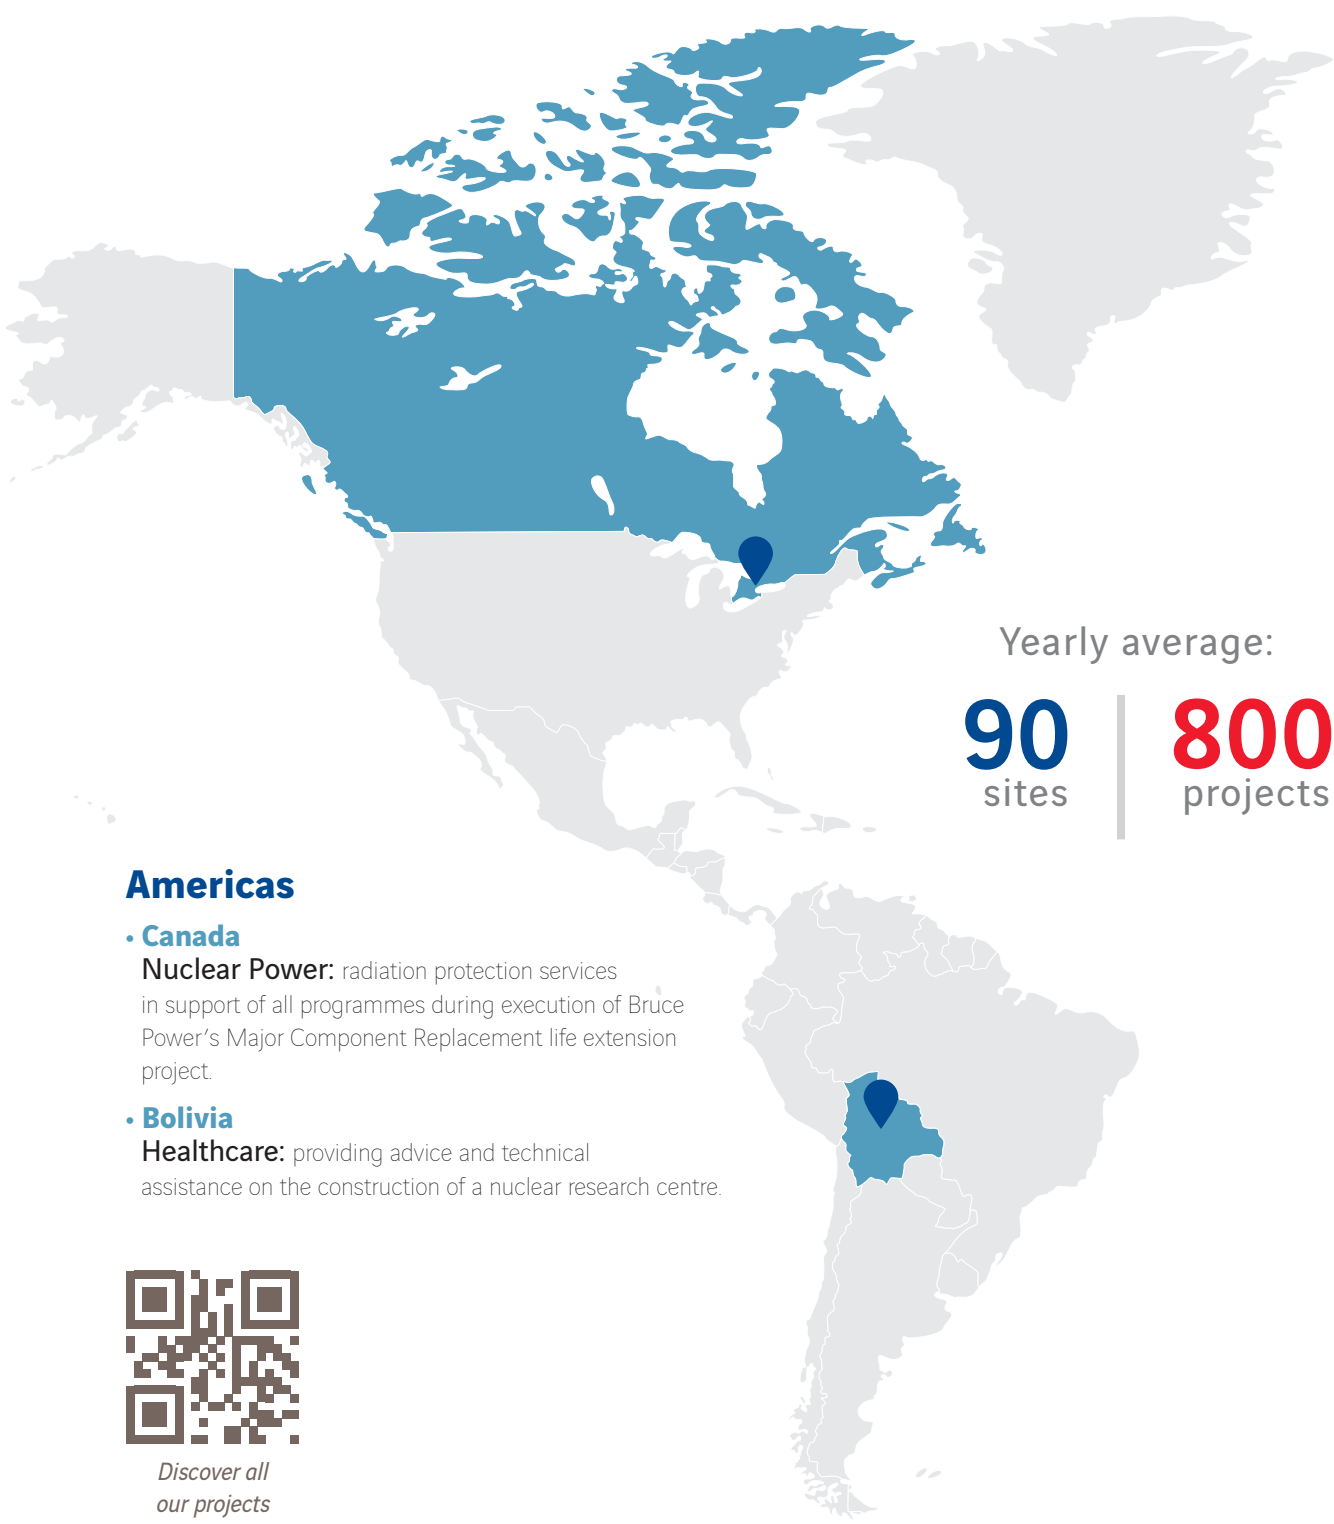 Yearly average:
90
sites
800
projects
Americas
• Canada
Nuclear Power: radiation protection services
in support of all programmes during execution of Bruce
Power’s Major Component Replacement life extension
project.
• Bolivia
Healthcare: providing advice and technical
assistance on the construction of a nuclear research centre.
Discover all
our projects